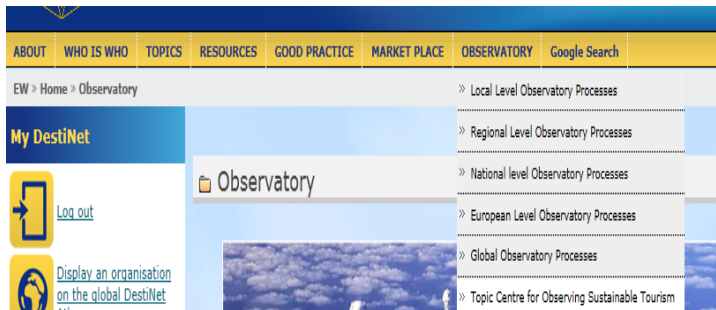 ABOUT WHO IS WHO TOPICS RESOURCES GOOD PRACTICE MARKET PLACE OBSERVATORY Google Search
EW » Home » Observatory
» Local Level Observatory Processes
» Regional Level Observatory Processes
» National level Observatory Processes
» European Level Observatory Processes
» Global Observatory Processes
» Topic Centre for Observing Sustainable Tourism
My DestiNet
Log out
Display an organisation
on the global DestiNet
Observatory